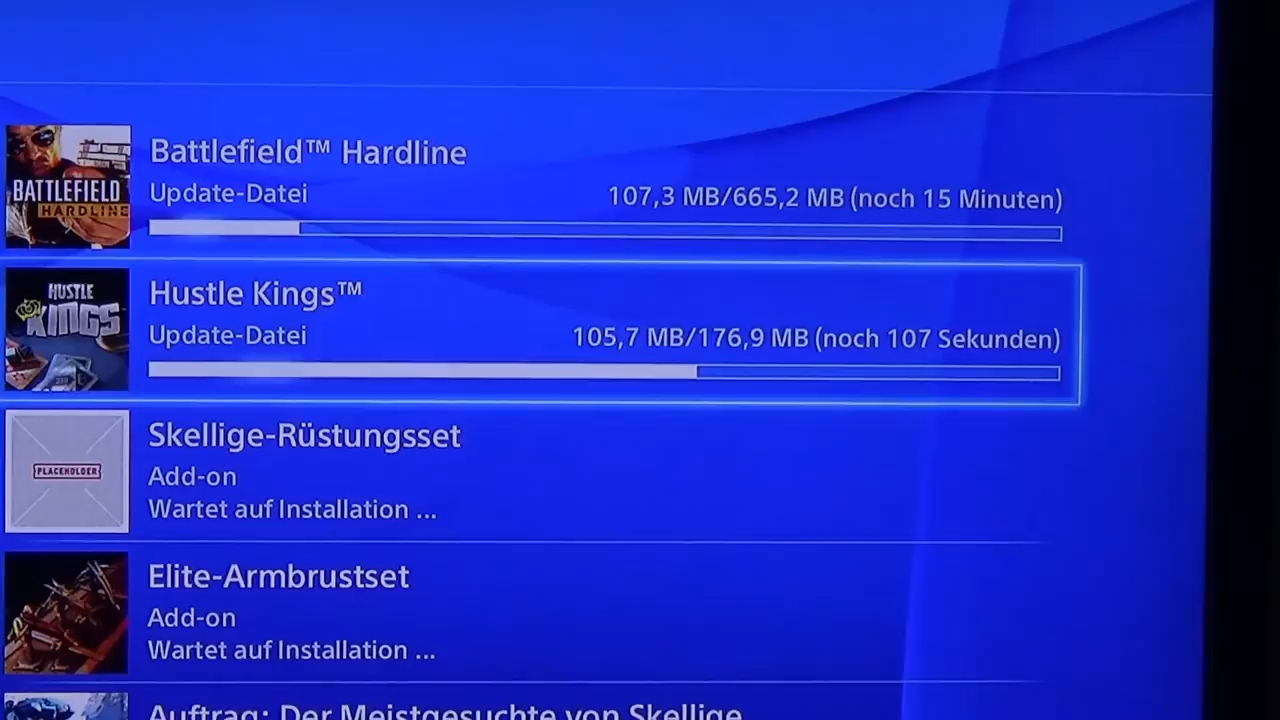 BATTLEFIELD
HARDLINE
Battlefield™ Hardline
Update-Datei
107,3 MB/665,2 MB (noch 15 Minuten)
HUSTLE
KINGS
Hustle Kings™
Update-Datei
105,7 MB/176,9 MB (noch 107 Sekunden)
PLACEHOLDER
Skellige-Rüstungsset
Add-on
Wartet auf Installation ...
Elite-Armbrustset
Add-on
Wartet auf Installation ...
Auftrag: Der Meistgesuchte von Skellige